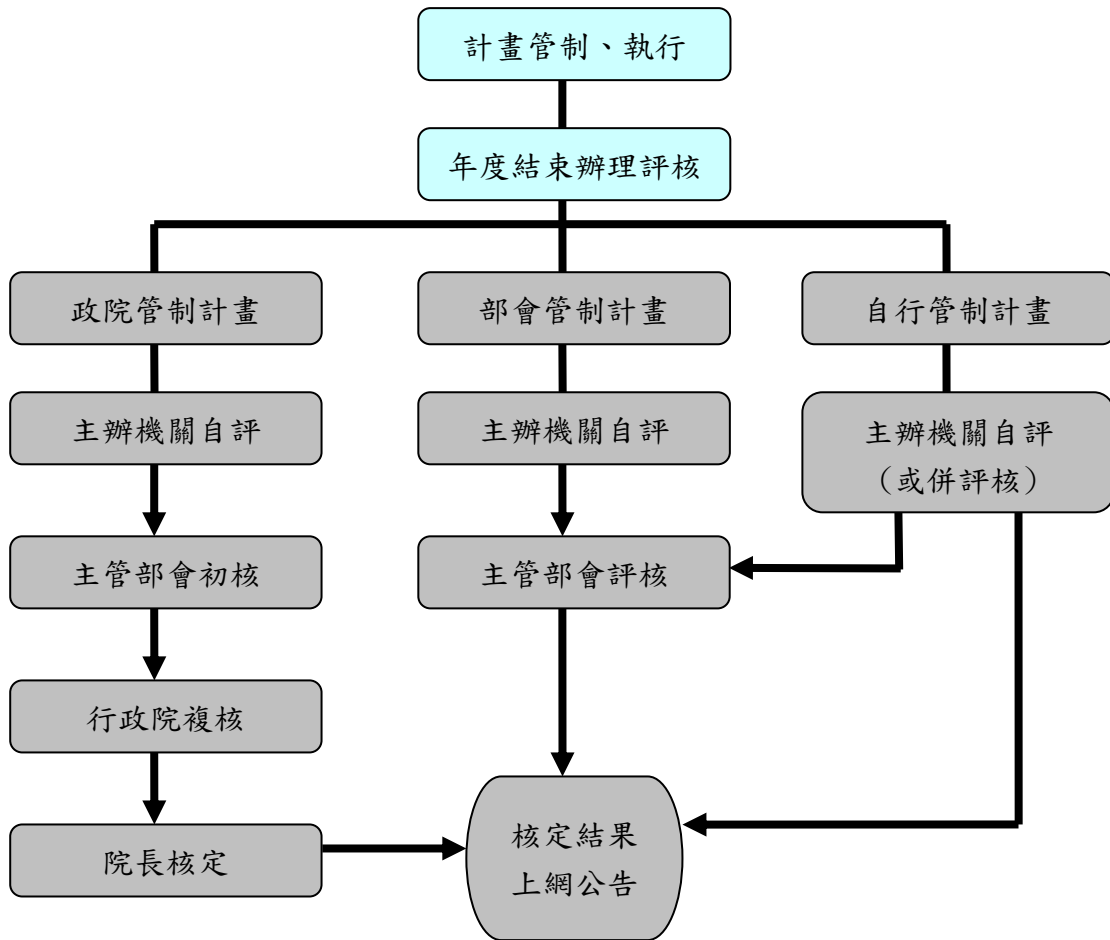 計畫管制、執行
年度結束辦理評核
政院管制計畫
部會管制計畫
自行管制計畫
主辦機關自評
主辦機關自評
主辦機關自評
（或併評核）
主管部會初核
主管部會評核
行政院複核
院長核定
核定結果
上網公告